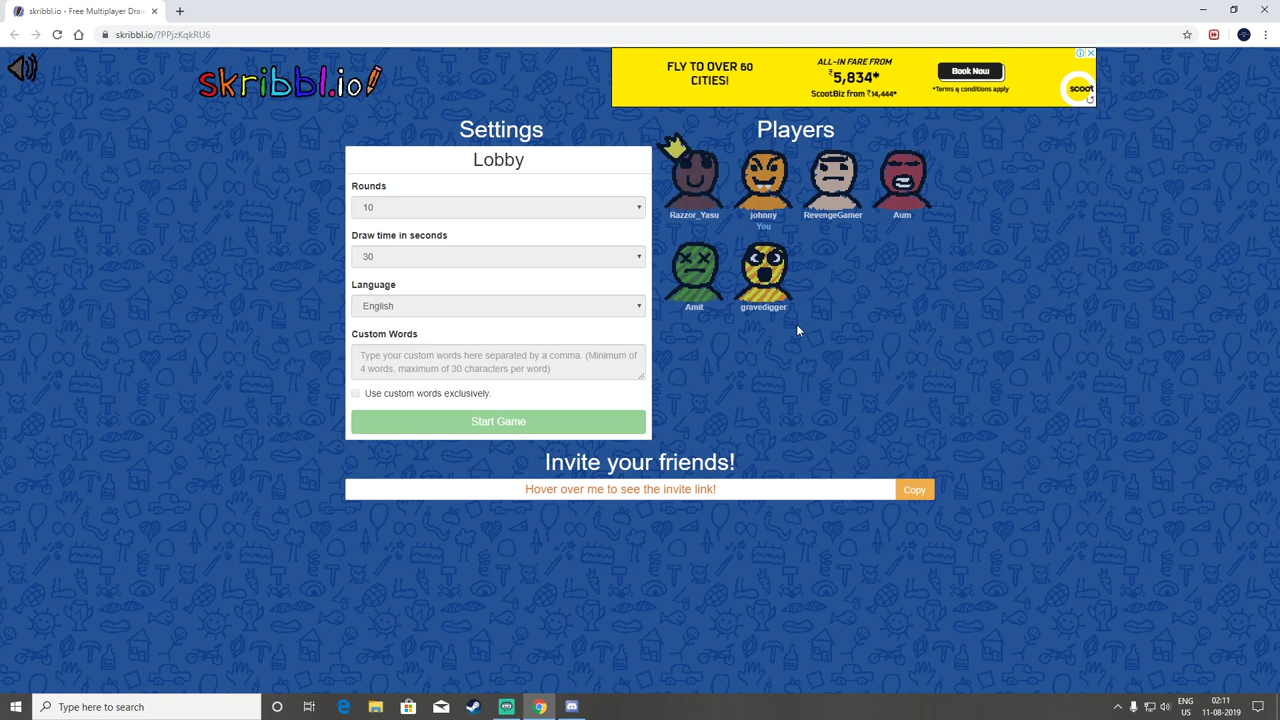 skribbl.io - Free Multiplayer Dra
skribbl.io/?PPjzKqkRU6
skribbl.io
FLY TO OVER 60
CITIES!
ALL-IN FARE FROM
₹5,834*
ScootBiz from ₹14,444*
Book Now
*Terms & conditions apply
scoot
Settings
Players
Lobby
Rounds
10
Draw time in seconds
30
Language
English
Custom Words
Type your custom words here separated by a comma. (Minimum of
4 words, maximum of 30 characters per word)
Use custom words exclusively.
Start Game
Razzor_Yasu
johnny
You
RevengeGamer
Aum
Amit
gravedigger
Invite your friends!
Hover over me to see the invite link!
Copy
Type here to search
ENG
US
02:11
11-08-2019